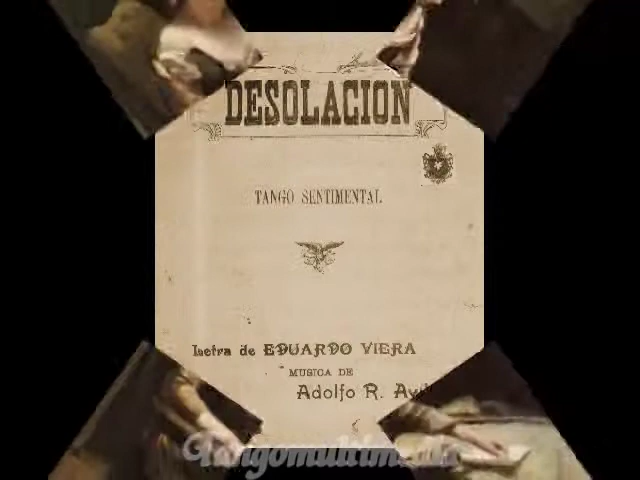 DESOLACION
TANGO SENTIMENTAL
Letra de EDUARDO VIERA
MUSICA DE
Adolfo R.